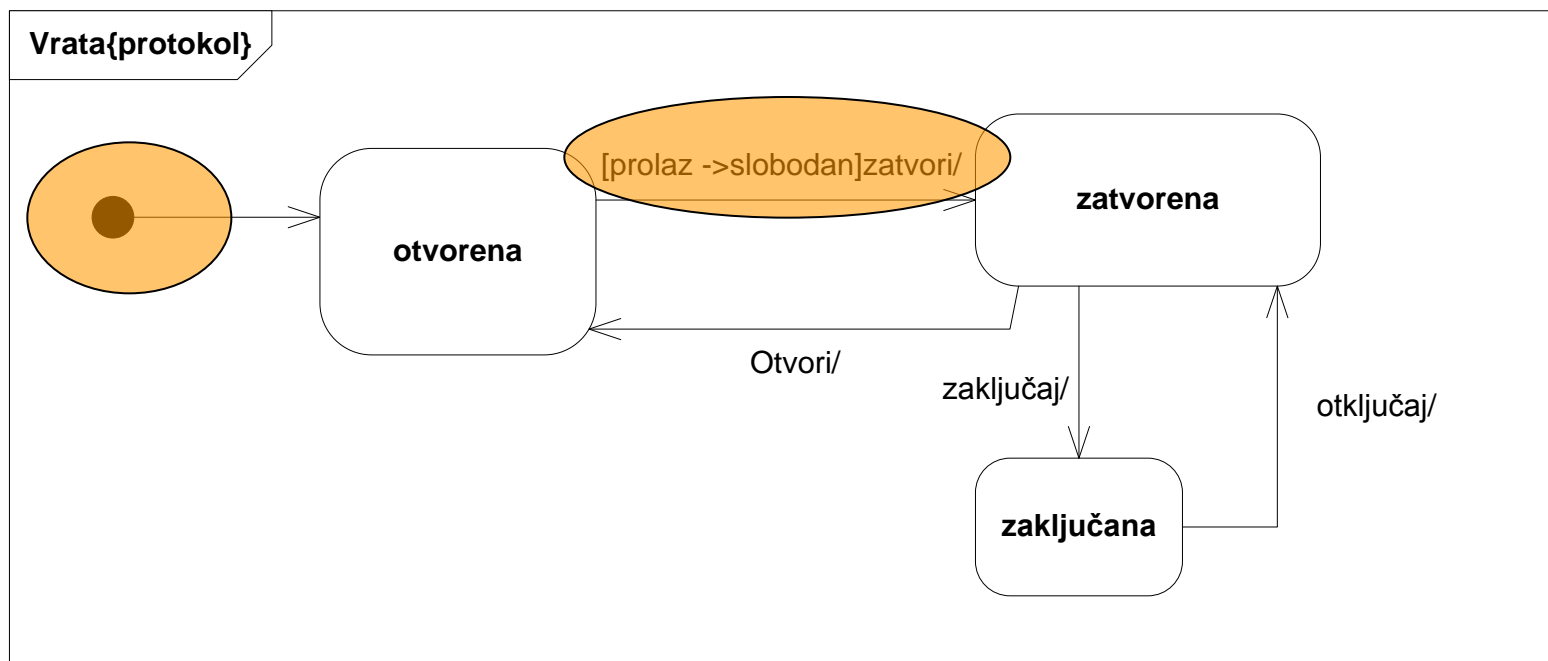 Vrata{protokol}
[prolaz ->slobodan]zatvori/
otvorena
zatvorena
Otvori/
zaključaj/
otključaj/
zaključana